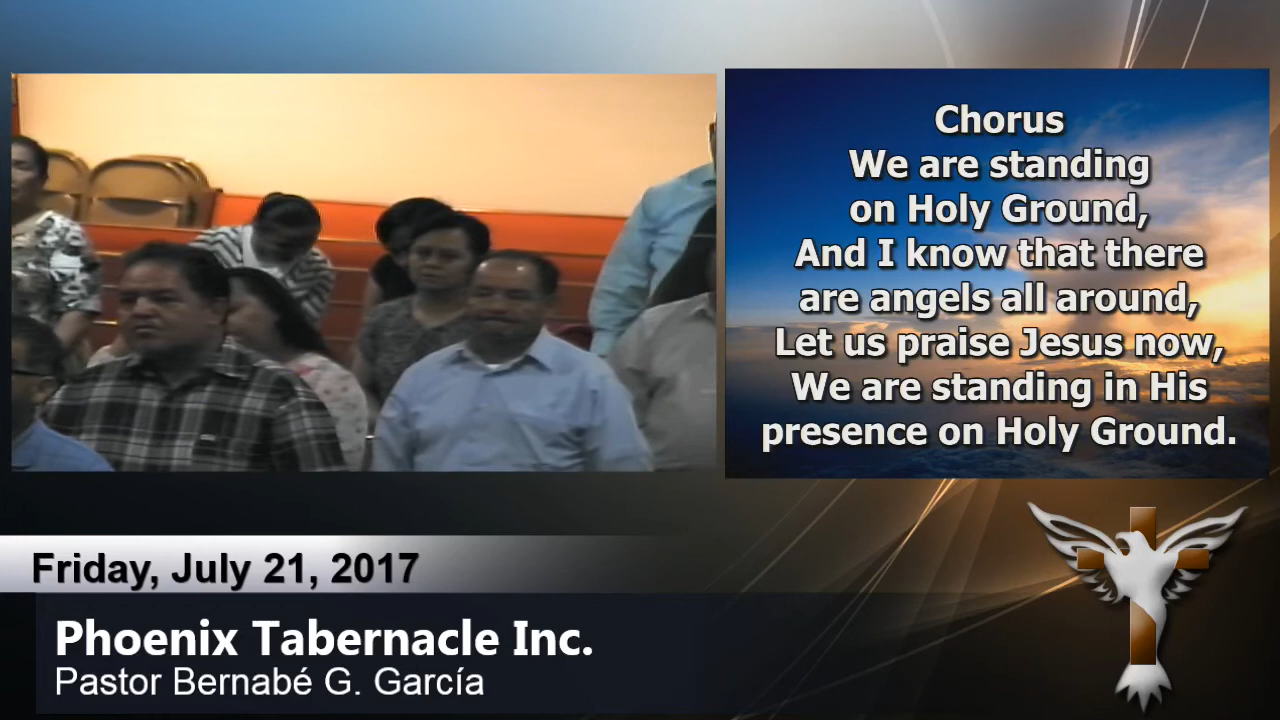 Chorus
We are standing
on Holy Ground,
And I know that there
are angels all around,
Let us praise Jesus now,
We are standing in His
presence on Holy Ground.
Friday, July 21, 2017
Phoenix Tabernacle Inc.
Pastor Bernabé G. García